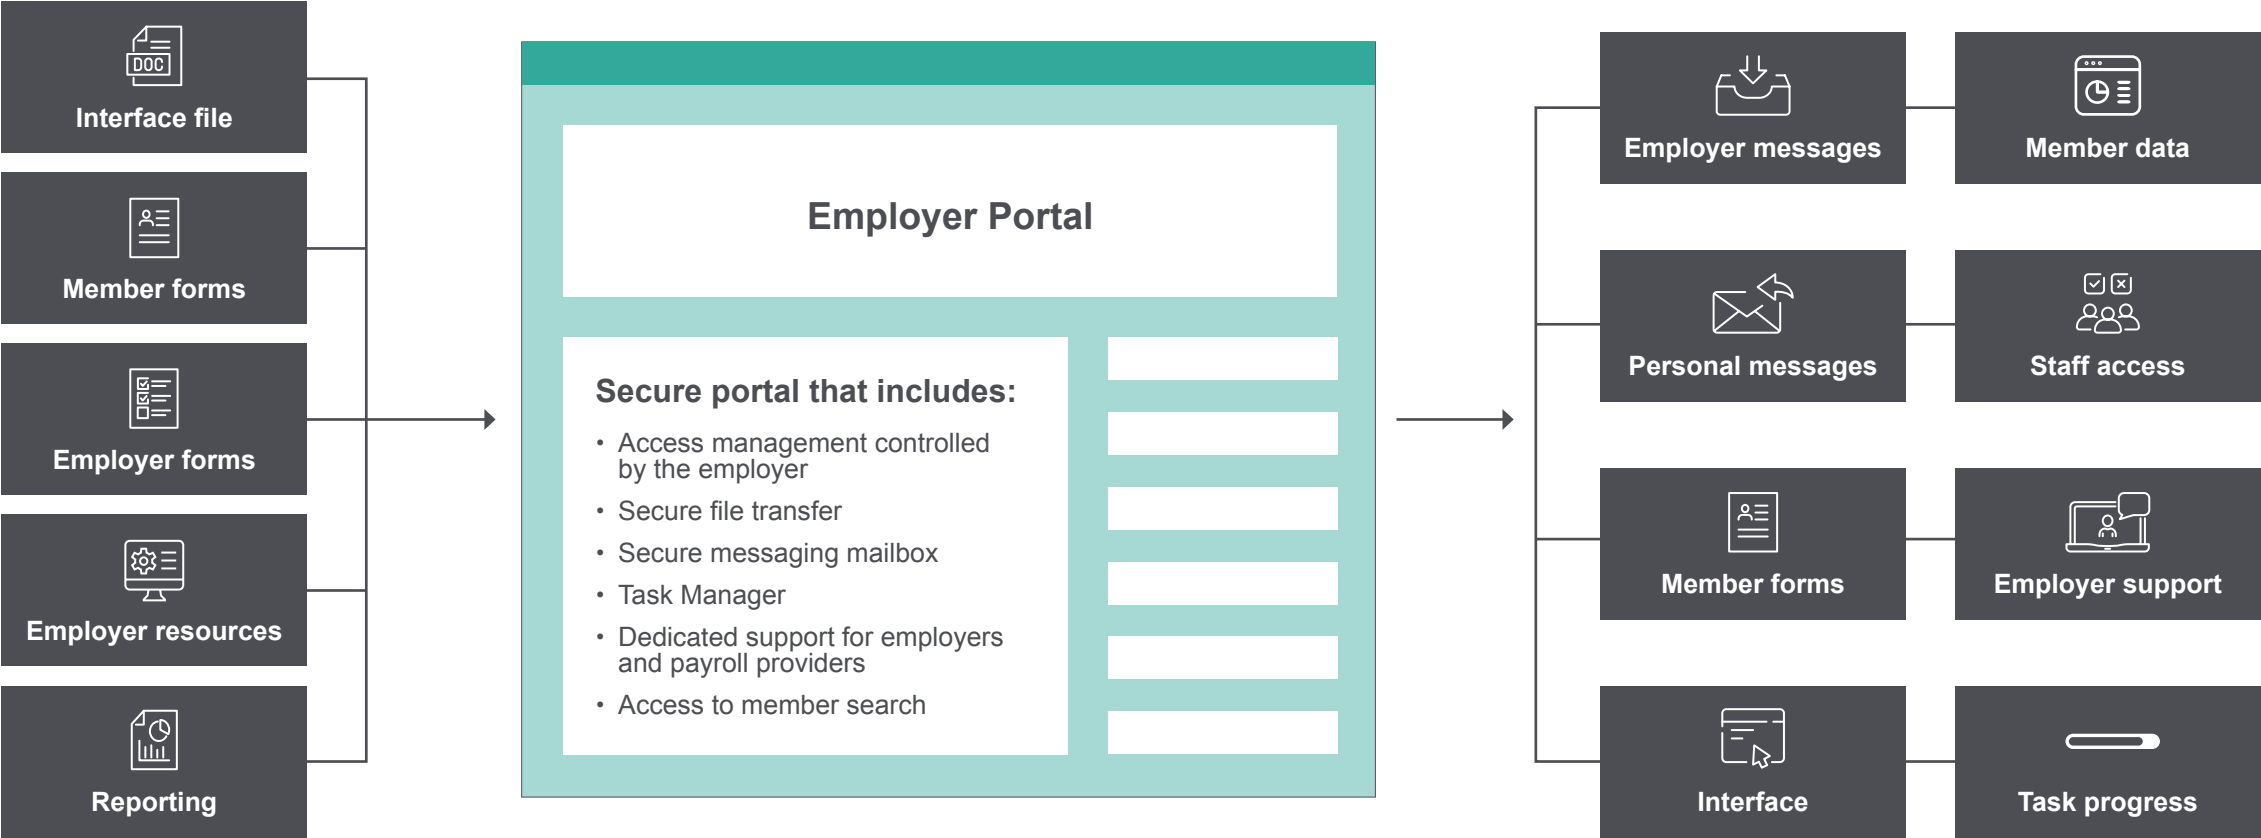 DOC
Interface file
Member forms
Employer forms
Employer resources
Reporting
Employer Portal
Secure portal that includes:
• Access management controlled
by the employer
• Secure file transfer
• Secure messaging mailbox
• Task Manager
• Dedicated support for employers
and payroll providers
• Access to member search
Employer messages
Member data
Personal messages
Staff access
Member forms
Employer support
Interface
Task progress